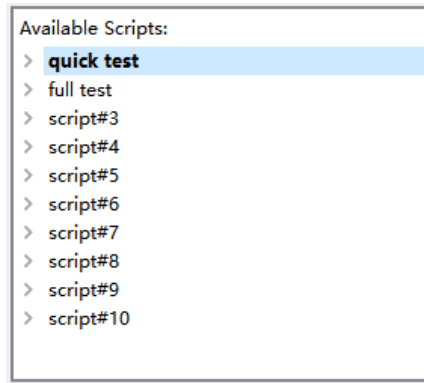 Available Scripts:
quick test
full test
script#3
script#4
script#5
script#6
script#7
script#8
script#9
script#10